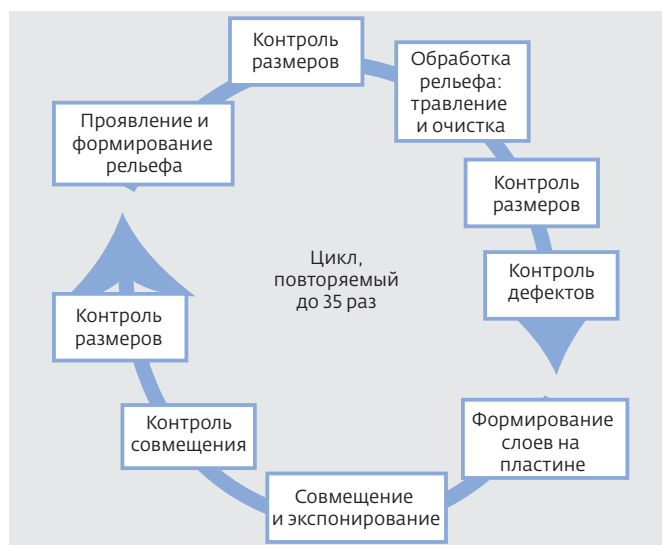 Контроль
размеров
Обработка
рельефа:
травление
и очистка
Контроль
размеров
Контроль
дефектов
Формирование
слоев на
пластине
Совмещение
и экспонирование
Контроль
совмещения
Контроль
размеров
Проявление и
формирование
рельефа
Цикл,
повторяемый
до 35 раз